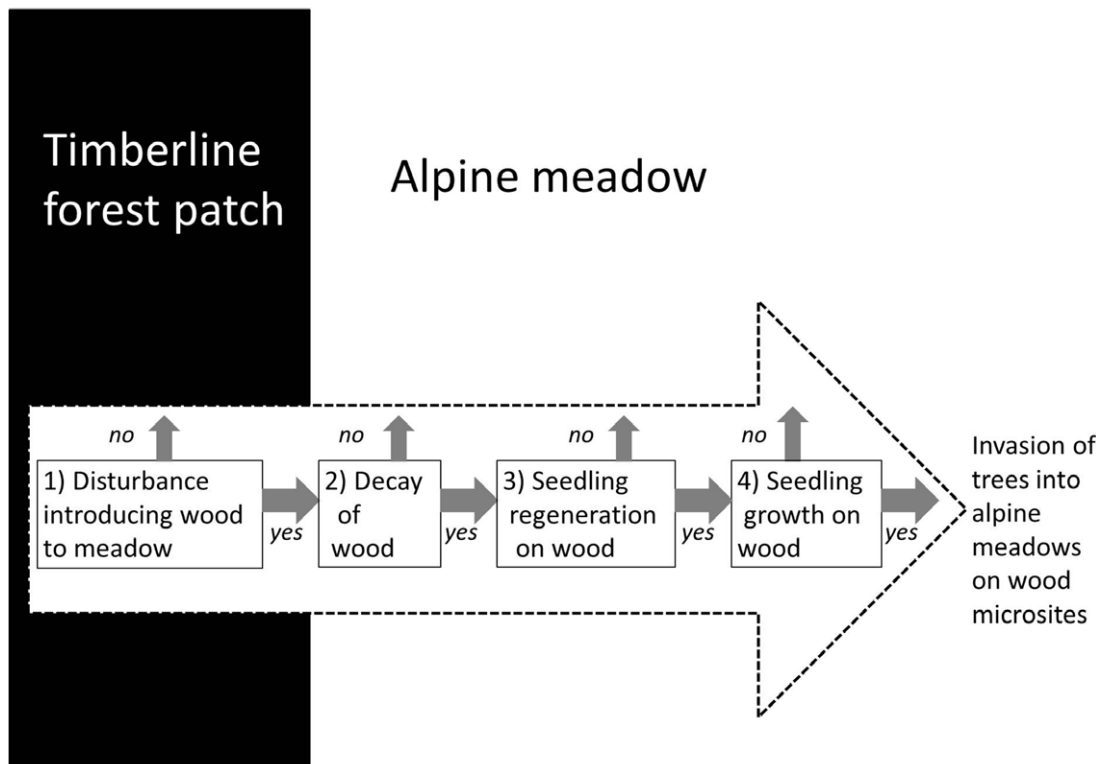 Timberline
forest patch
Alpine meadow
no
no
no
no
1) Disturbance
introducing wood
to meadow
yes
2) Decay
of
wood
yes
3) Seedling
regeneration
on wood
yes
4) Seedling
growth on
wood
yes
Invasion of
trees into
alpine
meadows
on wood
microsites